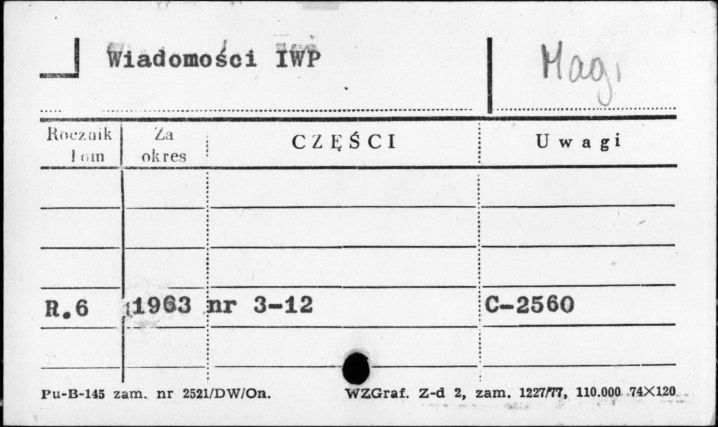 Wiadomości IWP
Mag.
Rocznik Tom
Za okres
CZĘŚCI
Uwagi
R.6 1963 nr 3-12 C-2560
Pu-B-145 zam. nr 2521/DW/On. WZGraf. Z-d 2, zam. 1227/77, 110.000 74×120